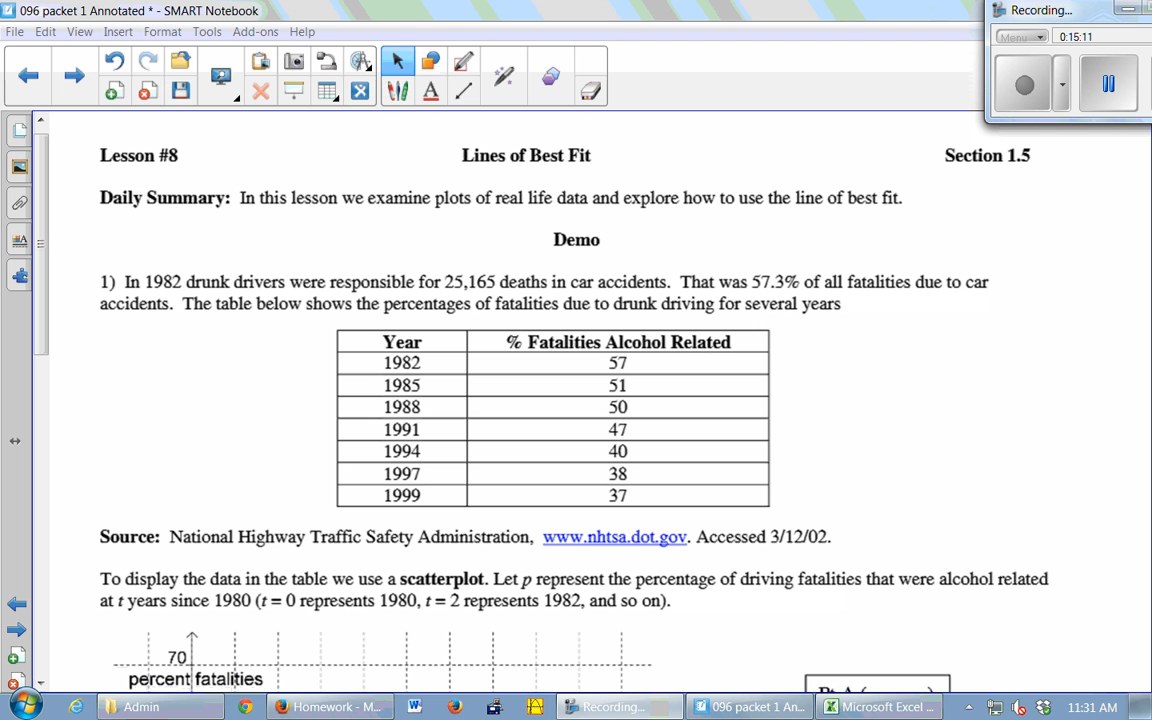 096 packet 1 Annotated * - SMART Notebook
Recording...
File Edit View Insert Format Tools Add-ons Help
Menu 0:15:11
Lesson #8 Lines of Best Fit Section 1.5
Daily Summary: In this lesson we examine plots of real life data and explore how to use the line of best fit.
Demo
1) In 1982 drunk drivers were responsible for 25,165 deaths in car accidents. That was 57.3% of all fatalities due to car
accidents. The table below shows the percentages of fatalities due to drunk driving for several years
Year % Fatalities Alcohol Related
1982 57
1985 51
1988 50
1991 47
1994 40
1997 38
1999 37
Source: National Highway Traffic Safety Administration, www.nhtsa.dot.gov. Accessed 3/12/02.
To display the data in the table we use a scatterplot. Let p represent the percentage of driving fatalities that were alcohol related
at t years since 1980 (t = 0 represents 1980, t = 2 represents 1982, and so on).
70
percent fatalities
Admin Homework - M... Recording... 096 packet 1 An... Microsoft Excel ... 11:31 AM